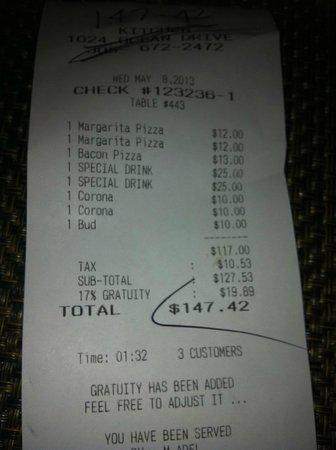 147.42
KITCHEN
1024 OCEAN DRIVE
672-2472
WED MAY 8,2013
CHECK #123236-1
TABLE #443
1 Margarita Pizza $12.00
1 Margarita Pizza $12.00
1 Bacon Pizza $13.00
1 SPECIAL DRINK $25.00
1 SPECIAL DRINK $25.00
1 Corona $10.00
1 Corona $10.00
1 Bud $10.00
--------
$117.00
TAX : $10.53
SUB-TOTAL : $127.53
17% GRATUITY : $19.89
TOTAL $147.42
Time: 01:32 3 CUSTOMERS
GRATUITY HAS BEEN ADDED
FEEL FREE TO ADJUST IT ...
YOU HAVE BEEN SERVED